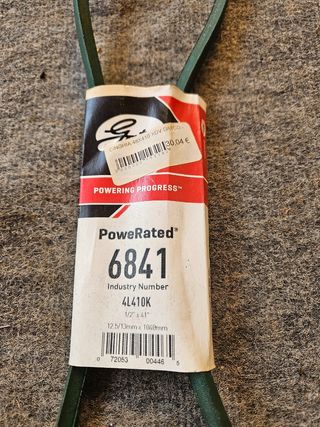 30,04 €
POWERING PROGRESS™
PoweRated®
6841
Industry Number
4L410K
1/2" x 41"
12.5/13mm x 1040mm
0 72053 00446 5